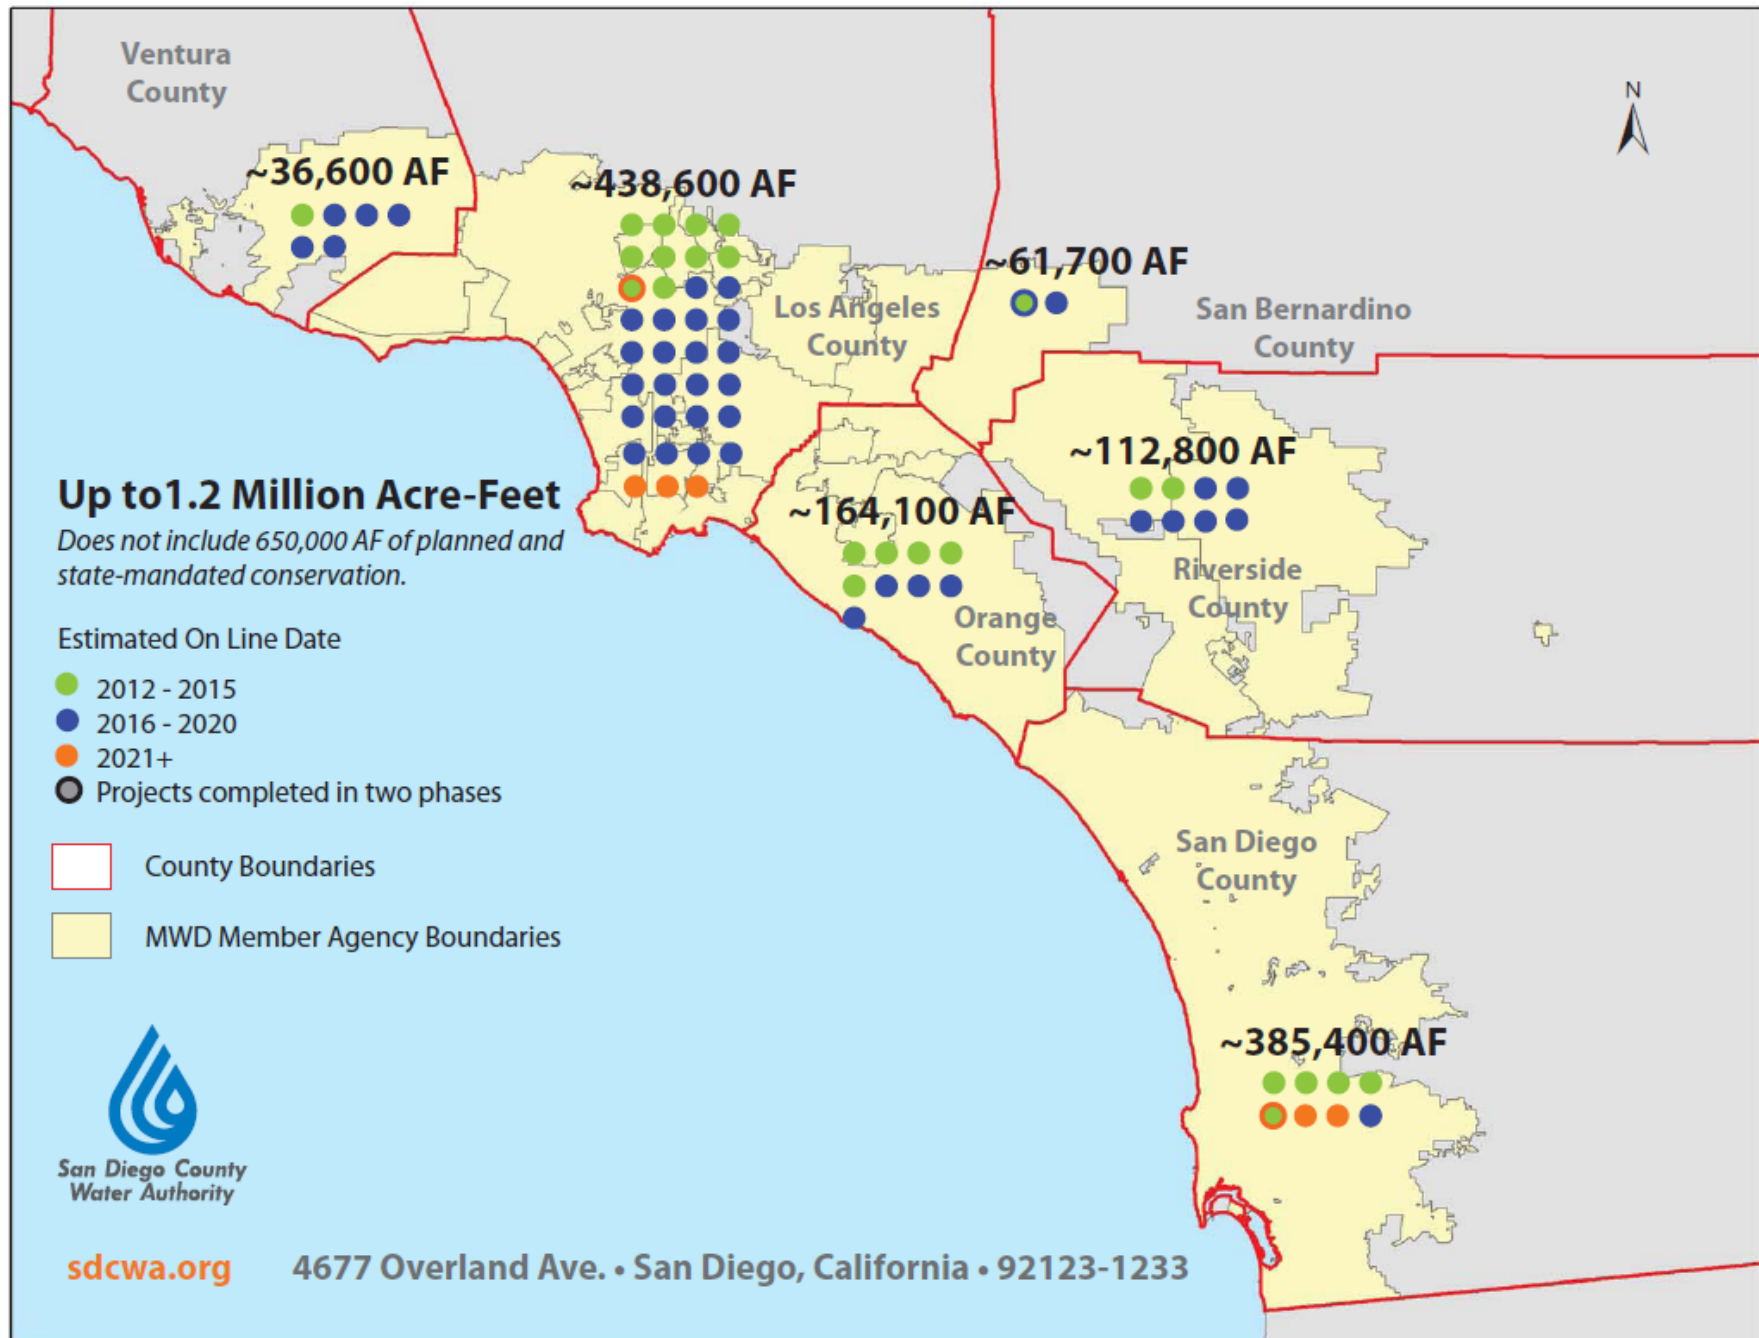 Ventura
County
N
~36,600 AF
~438,600 AF
~61,700 AF
Los Angeles
County
San Bernardino
County
~112,800 AF
Up to1.2 Million Acre-Feet
Does not include 650,000 AF of planned and
state-mandated conservation.
~164,100 AF
Riverside
County
Orange
County
Estimated On Line Date
2012 - 2015
2016 - 2020
2021+
Projects completed in two phases
County Boundaries
MWD Member Agency Boundaries
San Diego
County
~385,400 AF
San Diego County
Water Authority
sdcwa.org 4677 Overland Ave. • San Diego, California • 92123-1233